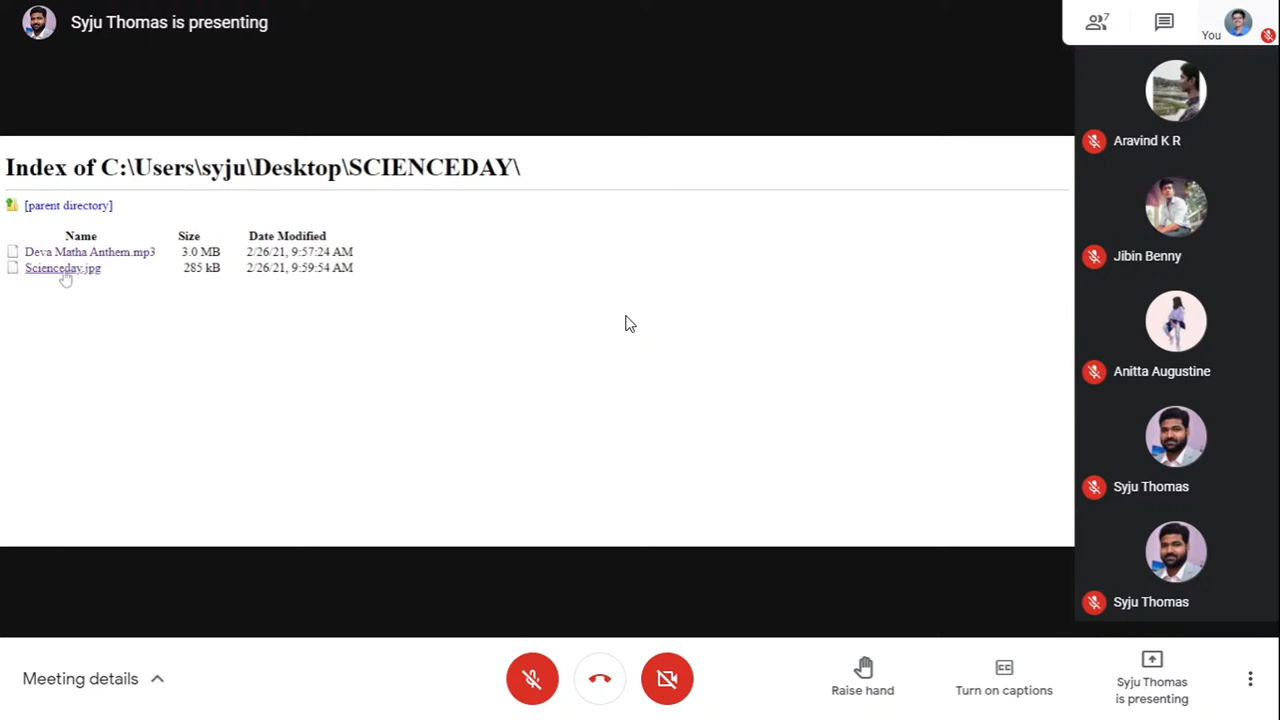 Syju Thomas is presenting
7
You
Index of C:\Users\syju\Desktop\SCIENCEDAY\
[parent directory]
Name Size Date Modified
Deva Matha Anthem.mp3 3.0 MB 2/26/21, 9:57:24 AM
Scienceday.jpg 285 kB 2/26/21, 9:59:54 AM
Aravind K R
Jibin Benny
Anitta Augustine
Syju Thomas
Syju Thomas
Meeting details
Raise hand
CC
Turn on captions
Syju Thomas
is presenting